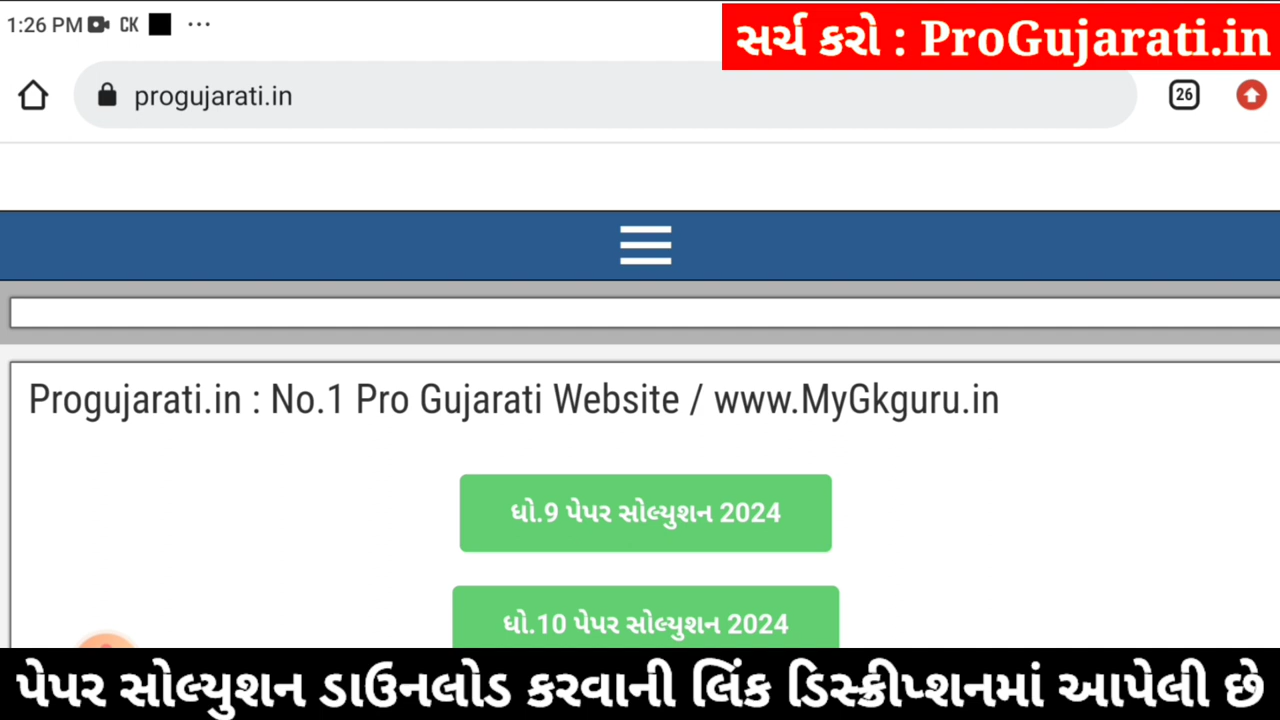 1:26 PM CK ...
સર્ચ કરો : ProGujarati.in
progujarati.in
26
Progujarati.in : No.1 Pro Gujarati Website / www.MyGkguru.in
ધો.9 પેપર સોલ્યુશન 2024
ધો.10 પેપર સોલ્યુશન 2024
પેપર સોલ્યુશન ડાઉનલોડ કરવાની લિંક ડિસ્ક્રીપ્શનમાં આપેલી છે